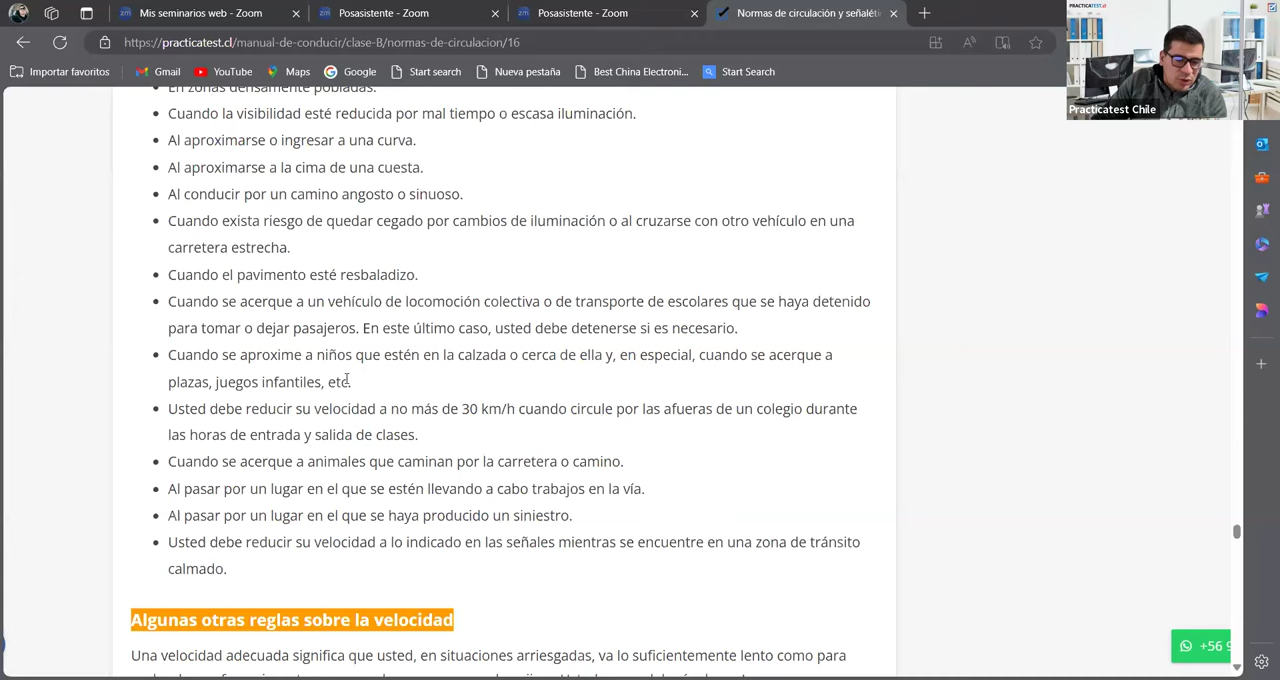 Mis seminarios web - Zoom
Posasistente - Zoom
Posasistente - Zoom
Normas de circulación y señaléti
https://practicatest.cl/manual-de-conducir/clase-B/normas-de-circulacion/16
Importar favoritos
Gmail
YouTube
Maps
Google
Start search
Nueva pestaña
Best China Electroni...
Start Search
PRACTICATEST.cl
Practicatest Chile
En zonas densamente pobladas.
Cuando la visibilidad esté reducida por mal tiempo o escasa iluminación.
Al aproximarse o ingresar a una curva.
Al aproximarse a la cima de una cuesta.
Al conducir por un camino angosto o sinuoso.
Cuando exista riesgo de quedar cegado por cambios de iluminación o al cruzarse con otro vehículo en una
carretera estrecha.
Cuando el pavimento esté resbaladizo.
Cuando se acerque a un vehículo de locomoción colectiva o de transporte de escolares que se haya detenido
para tomar o dejar pasajeros. En este último caso, usted debe detenerse si es necesario.
Cuando se aproxime a niños que estén en la calzada o cerca de ella y, en especial, cuando se acerque a
plazas, juegos infantiles, etc.
Usted debe reducir su velocidad a no más de 30 km/h cuando circule por las afueras de un colegio durante
las horas de entrada y salida de clases.
Cuando se acerque a animales que caminan por la carretera o camino.
Al pasar por un lugar en el que se estén llevando a cabo trabajos en la vía.
Al pasar por un lugar en el que se haya producido un siniestro.
Usted debe reducir su velocidad a lo indicado en las señales mientras se encuentre en una zona de tránsito
calmado.
Algunas otras reglas sobre la velocidad
Una velocidad adecuada significa que usted, en situaciones arriesgadas, va lo suficientemente lento como para
+56 9